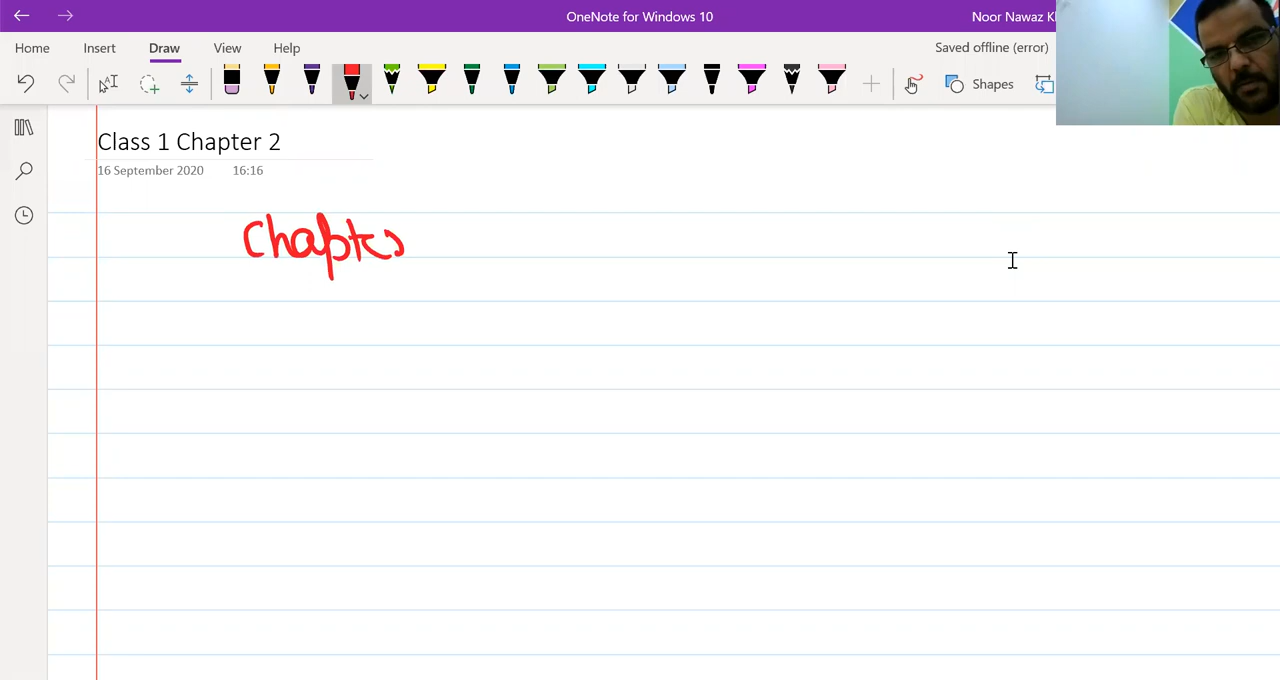 OneNote for Windows 10
Noor Nawaz Kh
Home Insert Draw View Help
Saved offline (error)
Shapes
Class 1 Chapter 2
16 September 2020 16:16
Chapter